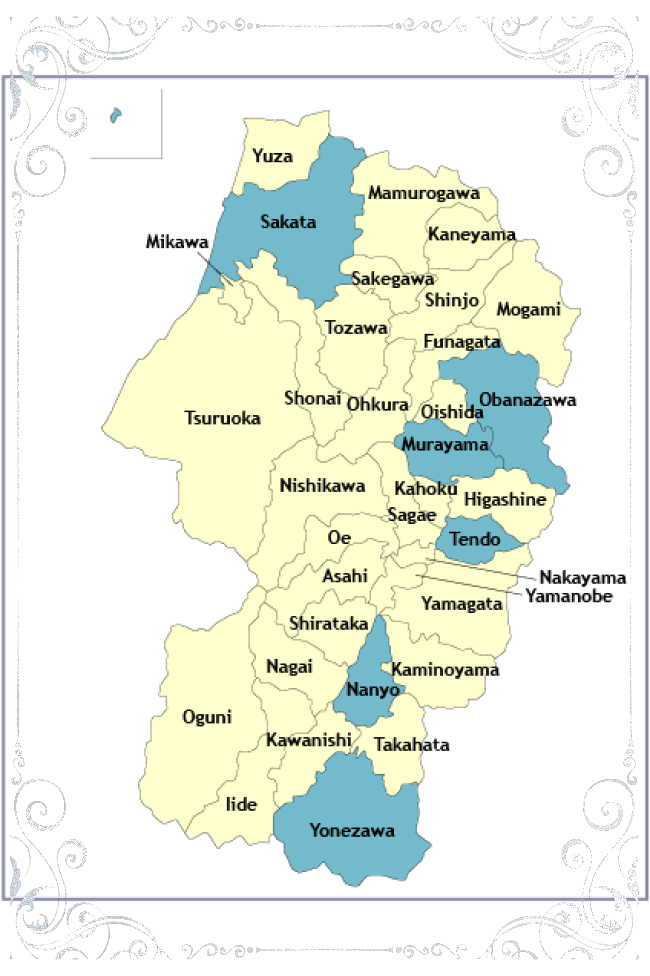 Yuza
Mamurogawa
Sakata
Kaneyama
Mikawa
Sakegawa
Shinjo
Mogami
Tozawa
Funagata
Shonai
Ohkura
Obanazawa
Oishida
Tsuruoka
Murayama
Nishikawa
Kahoku
Higashine
Sagae
Oe
Tendo
Asahi
Nakayama
Yamanobe
Yamagata
Shirataka
Nagai
Kaminoyama
Nanyo
Oguni
Kawanishi
Takahata
Iide
Yonezawa